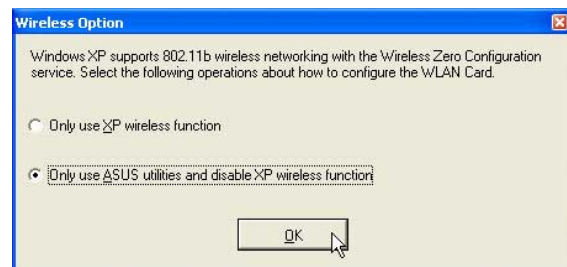 Wireless Option
Windows XP supports 802.11b wireless networking with the Wireless Zero Configuration
service. Select the following operations about how to configure the WLAN Card.
Only use XP wireless function
Only use ASUS utilities and disable XP wireless function
OK